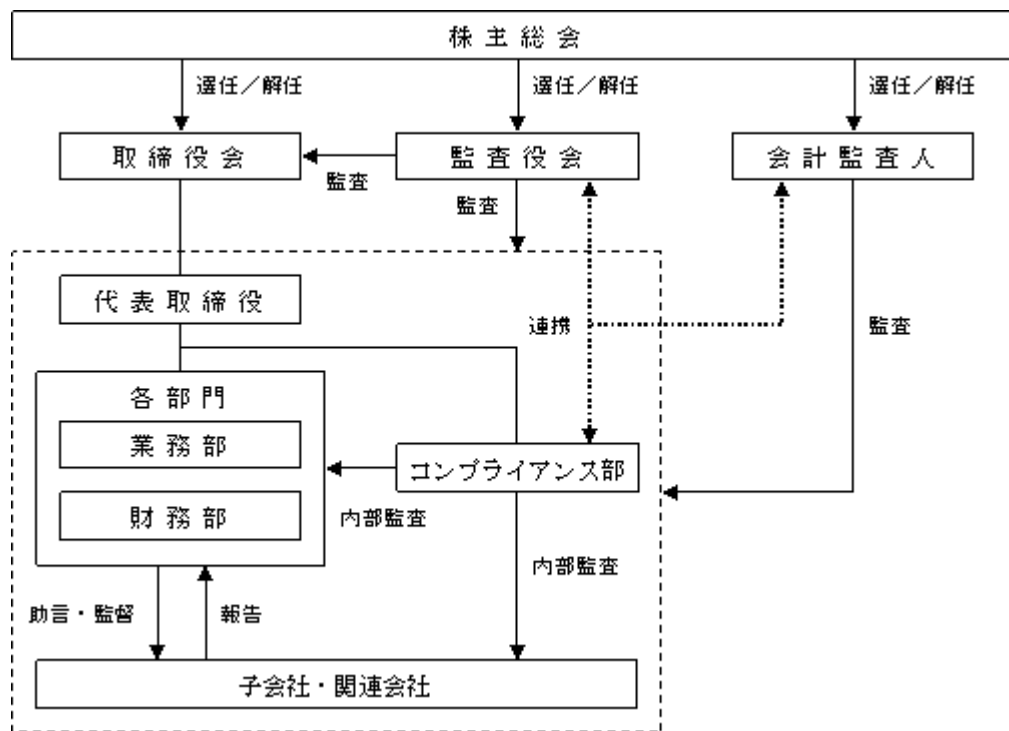 株主総会
選任／解任
選任／解任
選任／解任
取締役会
監査役会
会計監査人
監査
監査
代表取締役
連携
監査
各部門
業務部
コンプライアンス部
財務部
内部監査
内部監査
助言・監督
報告
子会社・関連会社